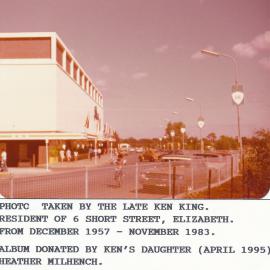 PHOTO TAKEN BY THE LATE KEN KING.
RESIDENT OF 6 SHORT STREET, ELIZABETH.
FROM DECEMBER 1957 - NOVEMBER 1983.
ALBUM DONATED BY KEN'S DAUGHTER (APRIL 1995)
HEATHER MILHENCH.